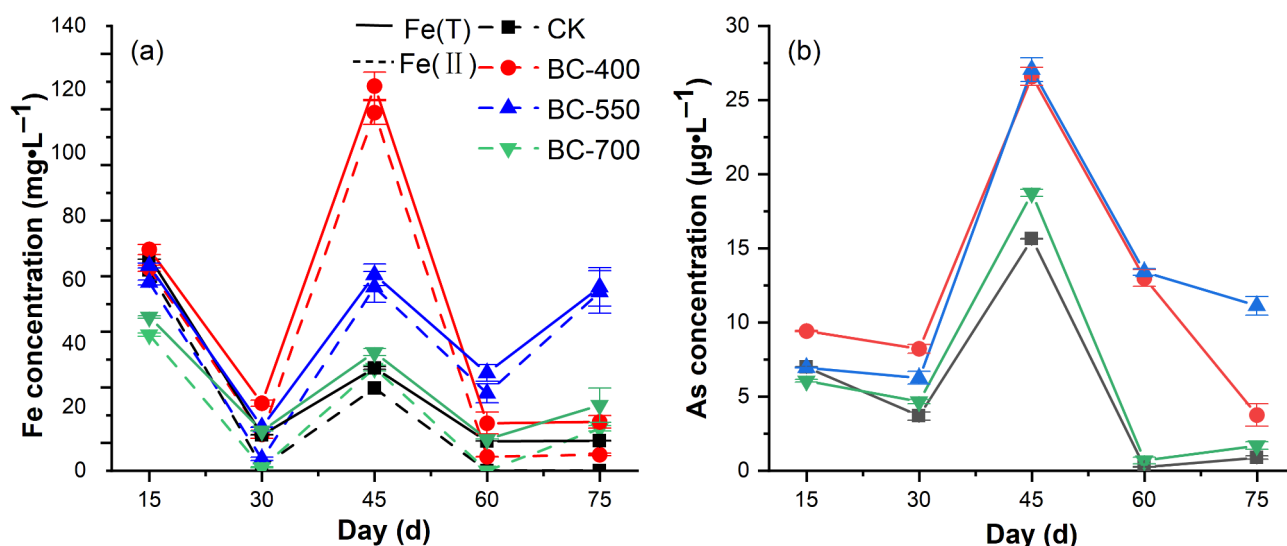 (a)
Fe(T)
Fe(Ⅱ)
CK
BC-400
BC-550
BC-700
Fe concentration (mg•L⁻¹)
140
120
100
80
60
40
20
0
15 30 45 60 75
Day (d)
(b)
As concentration (µg•L⁻¹)
30
25
20
15
10
5
0
15 30 45 60 75
Day (d)